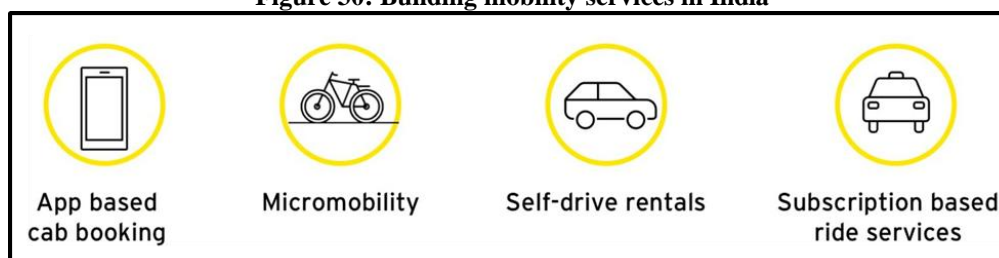 Figure 30: Building mobility services in India
App based
cab booking
Micromobility
Self-drive rentals
Subscription based
ride services